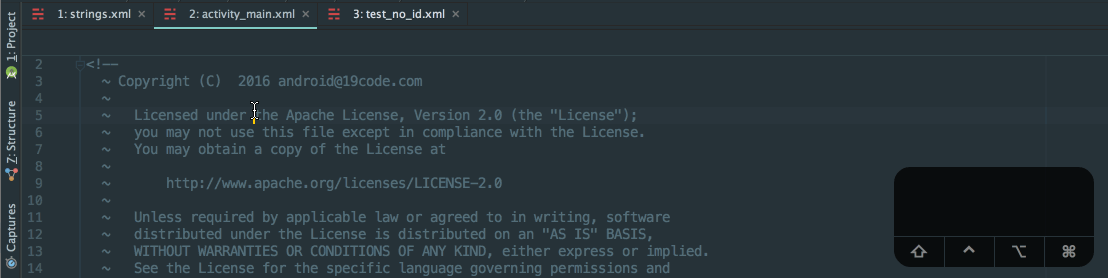 1: strings.xml × 2: activity_main.xml × 3: test_no_id.xml ×
1: Project
Z: Structure
Captures
2 <!--
3 ~ Copyright (C)  2016 android@19code.com
4 ~
5 ~   Licensed under the Apache License, Version 2.0 (the "License");
6 ~   you may not use this file except in compliance with the License.
7 ~   You may obtain a copy of the License at
8 ~
9 ~       http://www.apache.org/licenses/LICENSE-2.0
10 ~
11 ~   Unless required by applicable law or agreed to in writing, software
12 ~   distributed under the License is distributed on an "AS IS" BASIS,
13 ~   WITHOUT WARRANTIES OR CONDITIONS OF ANY KIND, either express or implied.
14 ~   See the License for the specific language governing permissions and
⇧ ⌃ ⌥ ⌘